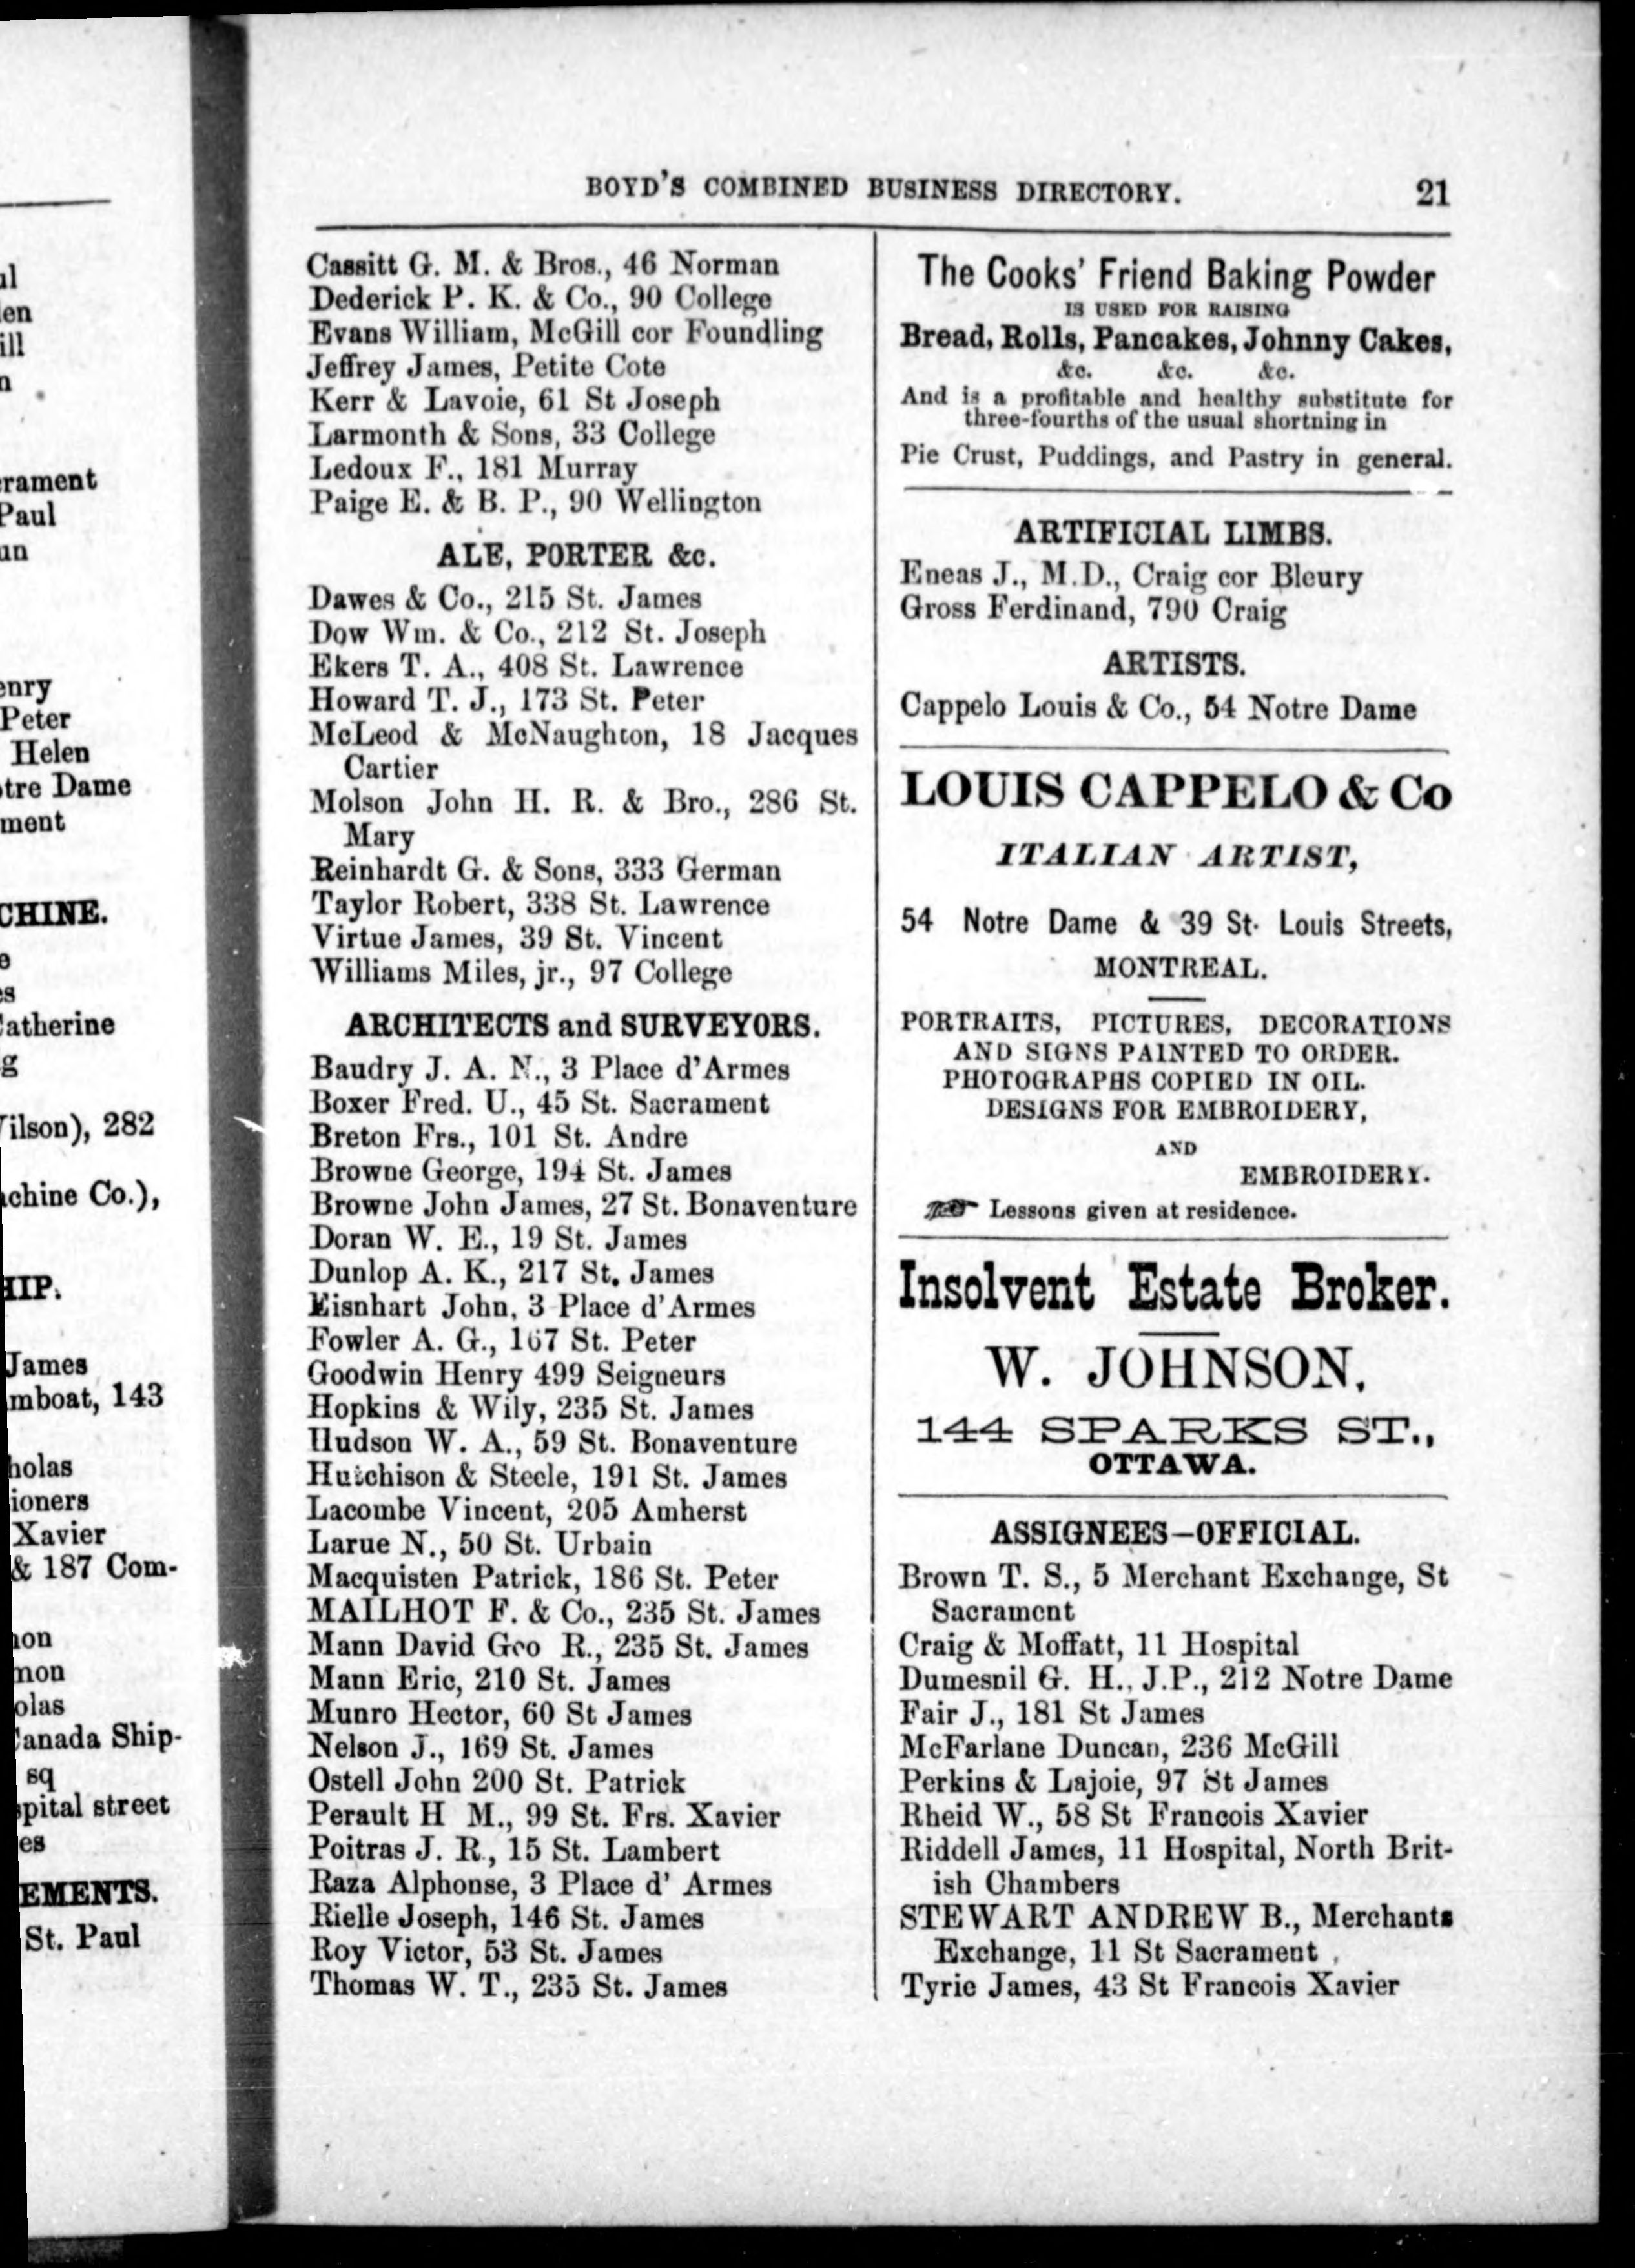 BOYD'S COMBINED BUSINESS DIRECTORY. 21
Cassitt G. M. & Bros., 46 Norman
Dederick P. K. & Co., 90 College
Evans William, McGill cor Foundling
Jeffrey James, Petite Cote
Kerr & Lavoie, 61 St Joseph
Larmonth & Sons, 33 College
Ledoux F., 181 Murray
Paige E. & B. P., 90 Wellington
ALE, PORTER &c.
Dawes & Co., 215 St. James
Dow Wm. & Co., 212 St. Joseph
Ekers T. A., 408 St. Lawrence
Howard T. J., 173 St. Peter
McLeod & McNaughton, 18 Jacques
Cartier
Molson John H. R. & Bro., 286 St.
Mary
Reinhardt G. & Sons, 333 German
Taylor Robert, 338 St. Lawrence
Virtue James, 39 St. Vincent
Williams Miles, jr., 97 College
ARCHITECTS and SURVEYORS.
Baudry J. A. N., 3 Place d'Armes
Boxer Fred. U., 45 St. Sacrament
Breton Frs., 101 St. Andre
Browne George, 194 St. James
Browne John James, 27 St. Bonaventure
Doran W. E., 19 St. James
Dunlop A. K., 217 St. James
Eisnhart John, 3 Place d'Armes
Fowler A. G., 167 St. Peter
Goodwin Henry 499 Seigneurs
Hopkins & Wily, 235 St. James
Hudson W. A., 59 St. Bonaventure
Hutchison & Steele, 191 St. James
Lacombe Vincent, 205 Amherst
Larue N., 50 St. Urbain
Macquisten Patrick, 186 St. Peter
MAILHOT F. & Co., 235 St. James
Mann David Geo R., 235 St. James
Mann Eric, 210 St. James
Munro Hector, 60 St James
Nelson J., 169 St. James
Ostell John 200 St. Patrick
Perault H M., 99 St. Frs. Xavier
Poitras J. R., 15 St. Lambert
Raza Alphonse, 3 Place d' Armes
Rielle Joseph, 146 St. James
Roy Victor, 53 St. James
Thomas W. T., 235 St. James
The Cooks' Friend Baking Powder
IS USED FOR RAISING
Bread, Rolls, Pancakes, Johnny Cakes,
&c. &c. &c.
And is a profitable and healthy substitute for
three-fourths of the usual shortning in
Pie Crust, Puddings, and Pastry in general.
ARTIFICIAL LIMBS.
Eneas J., M.D., Craig cor Bleury
Gross Ferdinand, 790 Craig
ARTISTS.
Cappelo Louis & Co., 54 Notre Dame
LOUIS CAPPELO & Co
ITALIAN ARTIST,
54 Notre Dame & 39 St. Louis Streets,
MONTREAL.
PORTRAITS, PICTURES, DECORATIONS
AND SIGNS PAINTED TO ORDER.
PHOTOGRAPHS COPIED IN OIL.
DESIGNS FOR EMBROIDERY,
AND
EMBROIDERY.
Lessons given at residence.
Insolvent Estate Broker.
W. JOHNSON,
144 SPARKS ST.,
OTTAWA.
ASSIGNEES—OFFICIAL.
Brown T. S., 5 Merchant Exchange, St
Sacrament
Craig & Moffatt, 11 Hospital
Dumesnil G. H., J.P., 212 Notre Dame
Fair J., 181 St James
McFarlane Duncan, 236 McGill
Perkins & Lajoie, 97 St James
Rheid W., 58 St Francois Xavier
Riddell James, 11 Hospital, North Brit-
ish Chambers
STEWART ANDREW B., Merchants
Exchange, 11 St Sacrament
Tyrie James, 43 St Francois Xavier